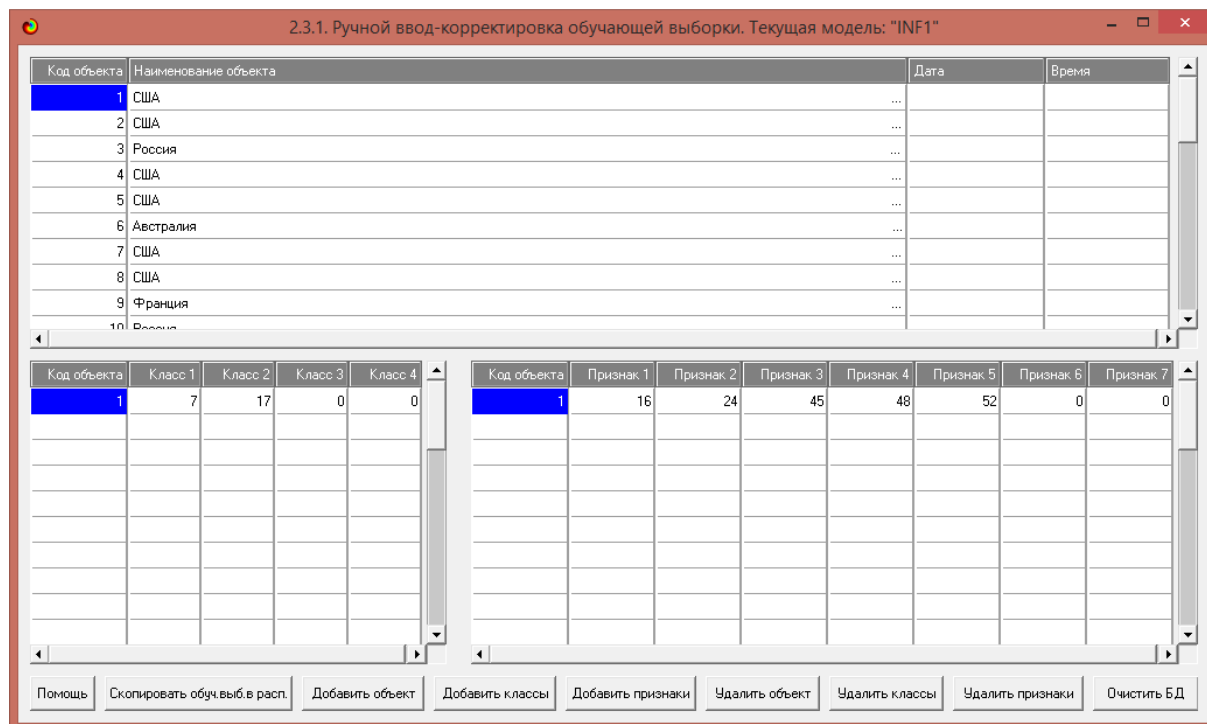 2.3.1. Ручной ввод-корректировка обучающей выборки. Текущая модель: "INF1"
Код объекта Наименование объекта Дата Время
1 США ...
2 США ...
3 Россия ...
4 США ...
5 США ...
6 Австралия ...
7 США ...
8 США ...
9 Франция ...
10 Россия
Код объекта Класс 1 Класс 2 Класс 3 Класс 4
1 7 17 0 0
Код объекта Признак 1 Признак 2 Признак 3 Признак 4 Признак 5 Признак 6 Признак 7
1 16 24 45 48 52 0 0
Помощь Скопировать обуч.выб.в расп. Добавить объект Добавить классы Добавить признаки Удалить объект Удалить классы Удалить признаки Очистить БД